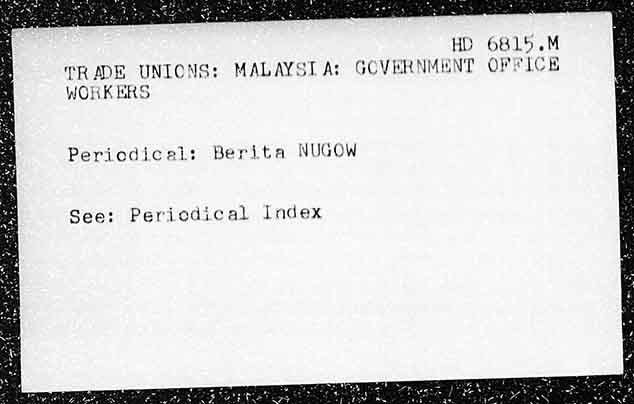 HD 6815.M
TRADE UNIONS: MALAYSIA: GOVERNMENT OFFICE
WORKERS
Periodical: Berita NUGOW
See: Periodical Index